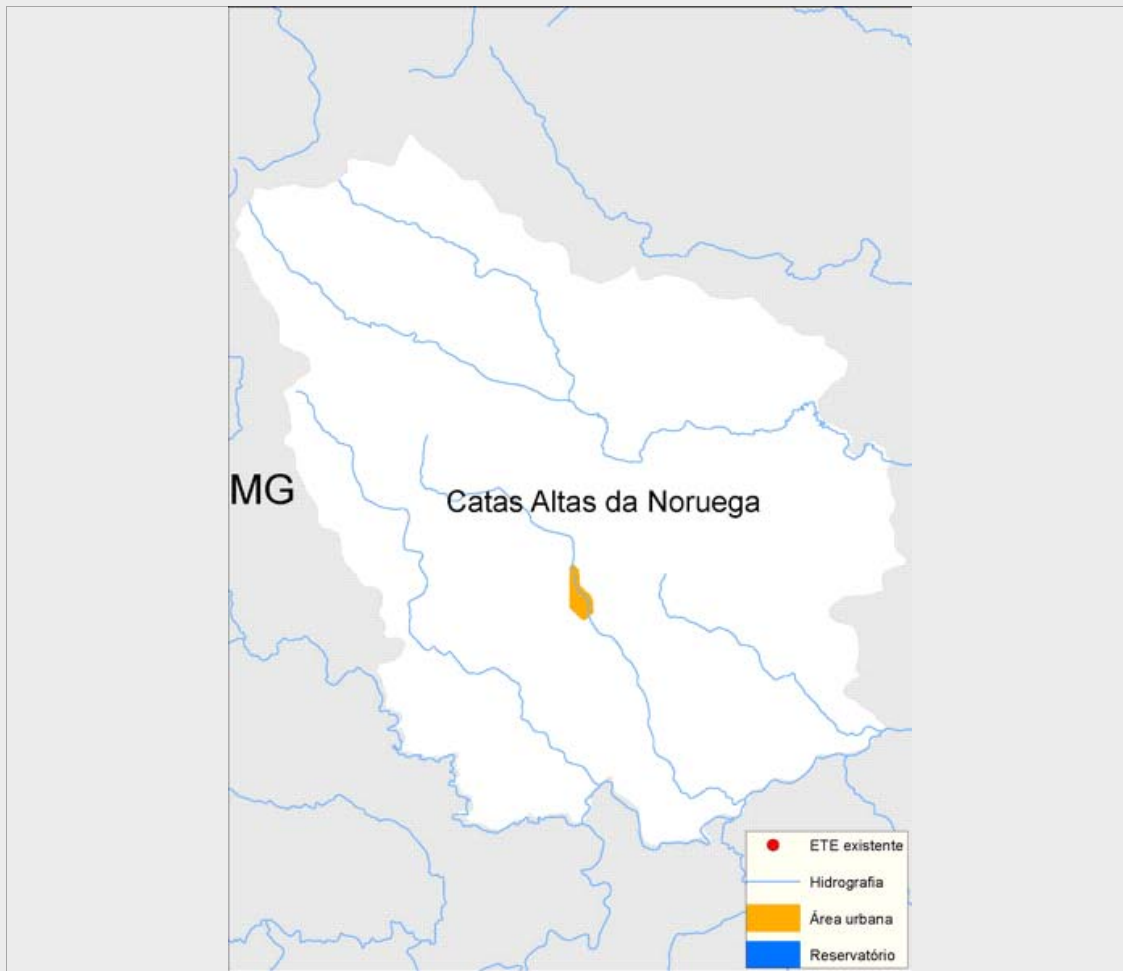 MG
Catas Altas da Noruega
ETE existente
Hidrografia
Área urbana
Reservatório